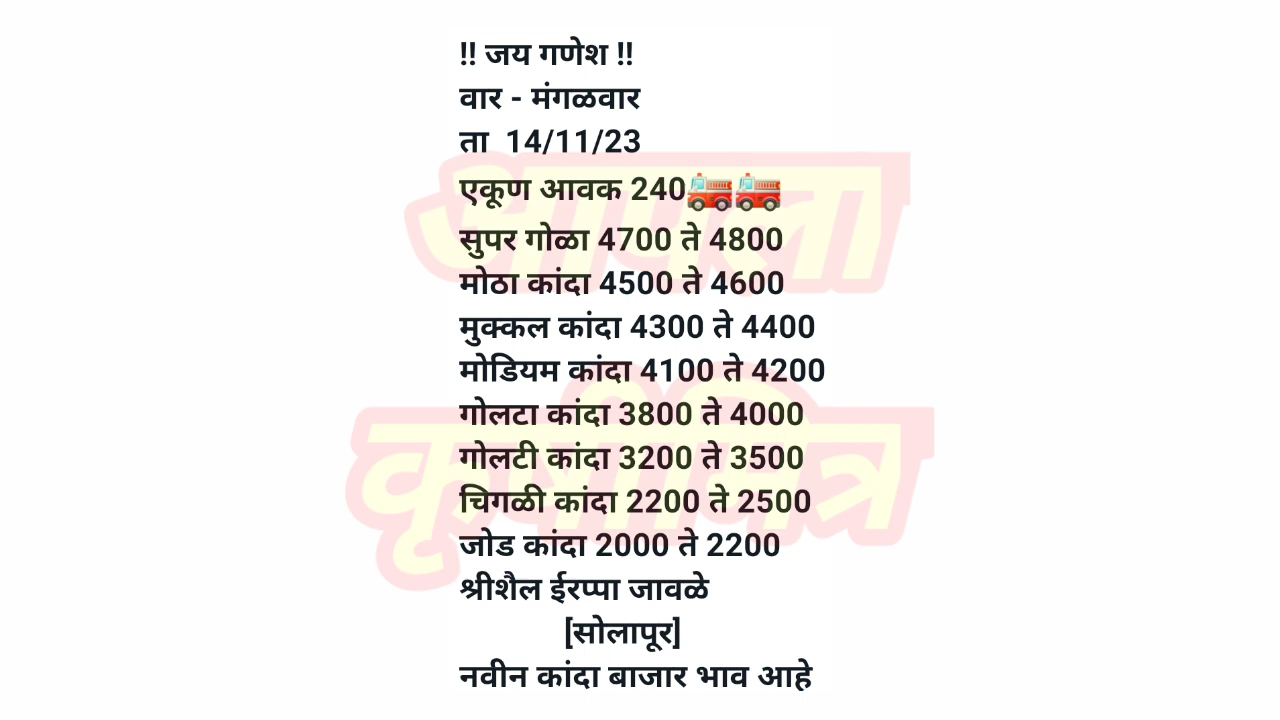 !! जय गणेश !!
वार - मंगळवार
ता 14/11/23
एकूण आवक 240🚒🚒
सुपर गोळा 4700 ते 4800
मोठा कांदा 4500 ते 4600
मुक्कल कांदा 4300 ते 4400
मोडियम कांदा 4100 ते 4200
गोलटा कांदा 3800 ते 4000
गोलटी कांदा 3200 ते 3500
चिगळी कांदा 2200 ते 2500
जोड कांदा 2000 ते 2200
श्रीशैल ईरप्पा जावळे
[सोलापूर]
नवीन कांदा बाजार भाव आहे
आपला
कृषीमित्र